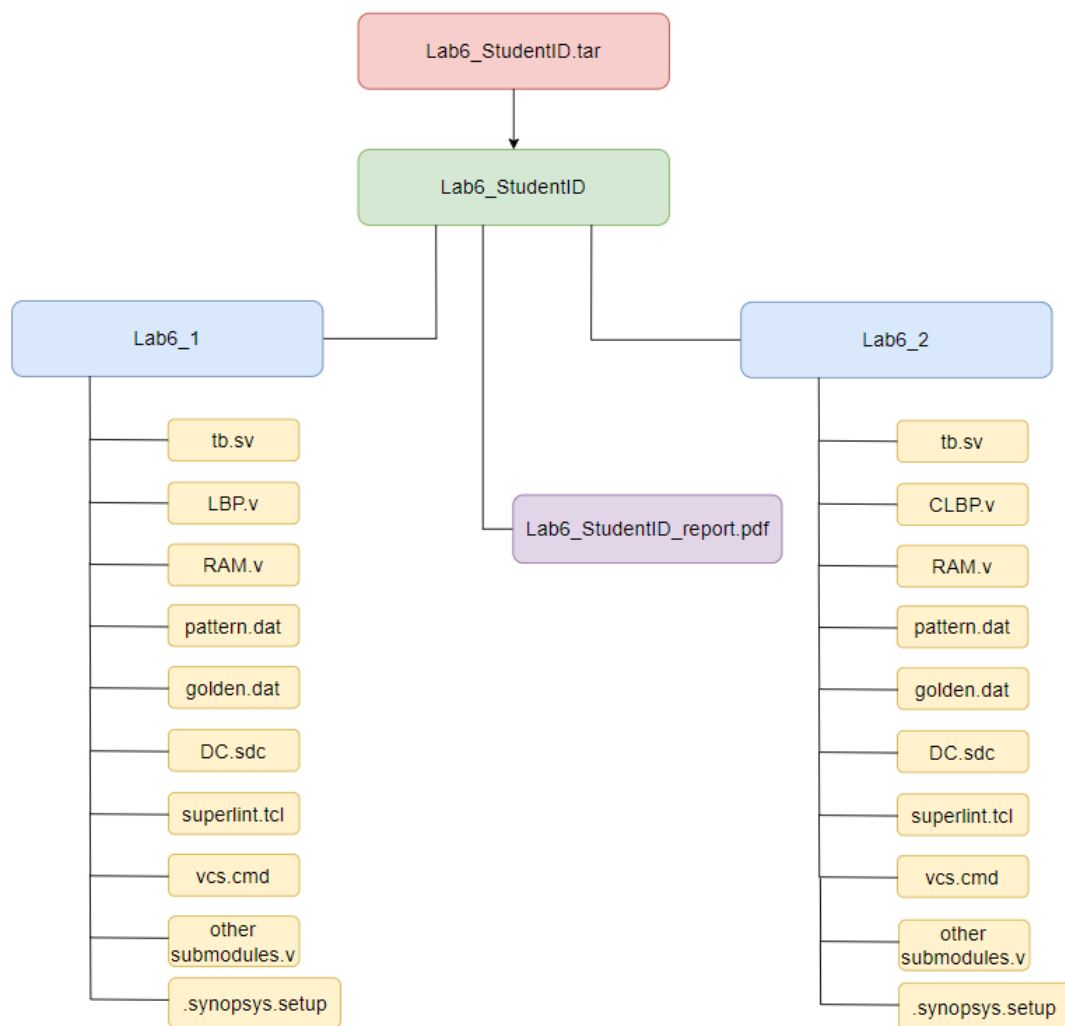 Lab6_StudentID.tar
Lab6_StudentID
Lab6_1
Lab6_2
tb.sv
LBP.v
RAM.v
pattern.dat
golden.dat
DC.sdc
superlint.tcl
vcs.cmd
other
submodules.v
.synopsys.setup
Lab6_StudentID_report.pdf
tb.sv
CLBP.v
RAM.v
pattern.dat
golden.dat
DC.sdc
superlint.tcl
vcs.cmd
other
submodules.v
.synopsys.setup